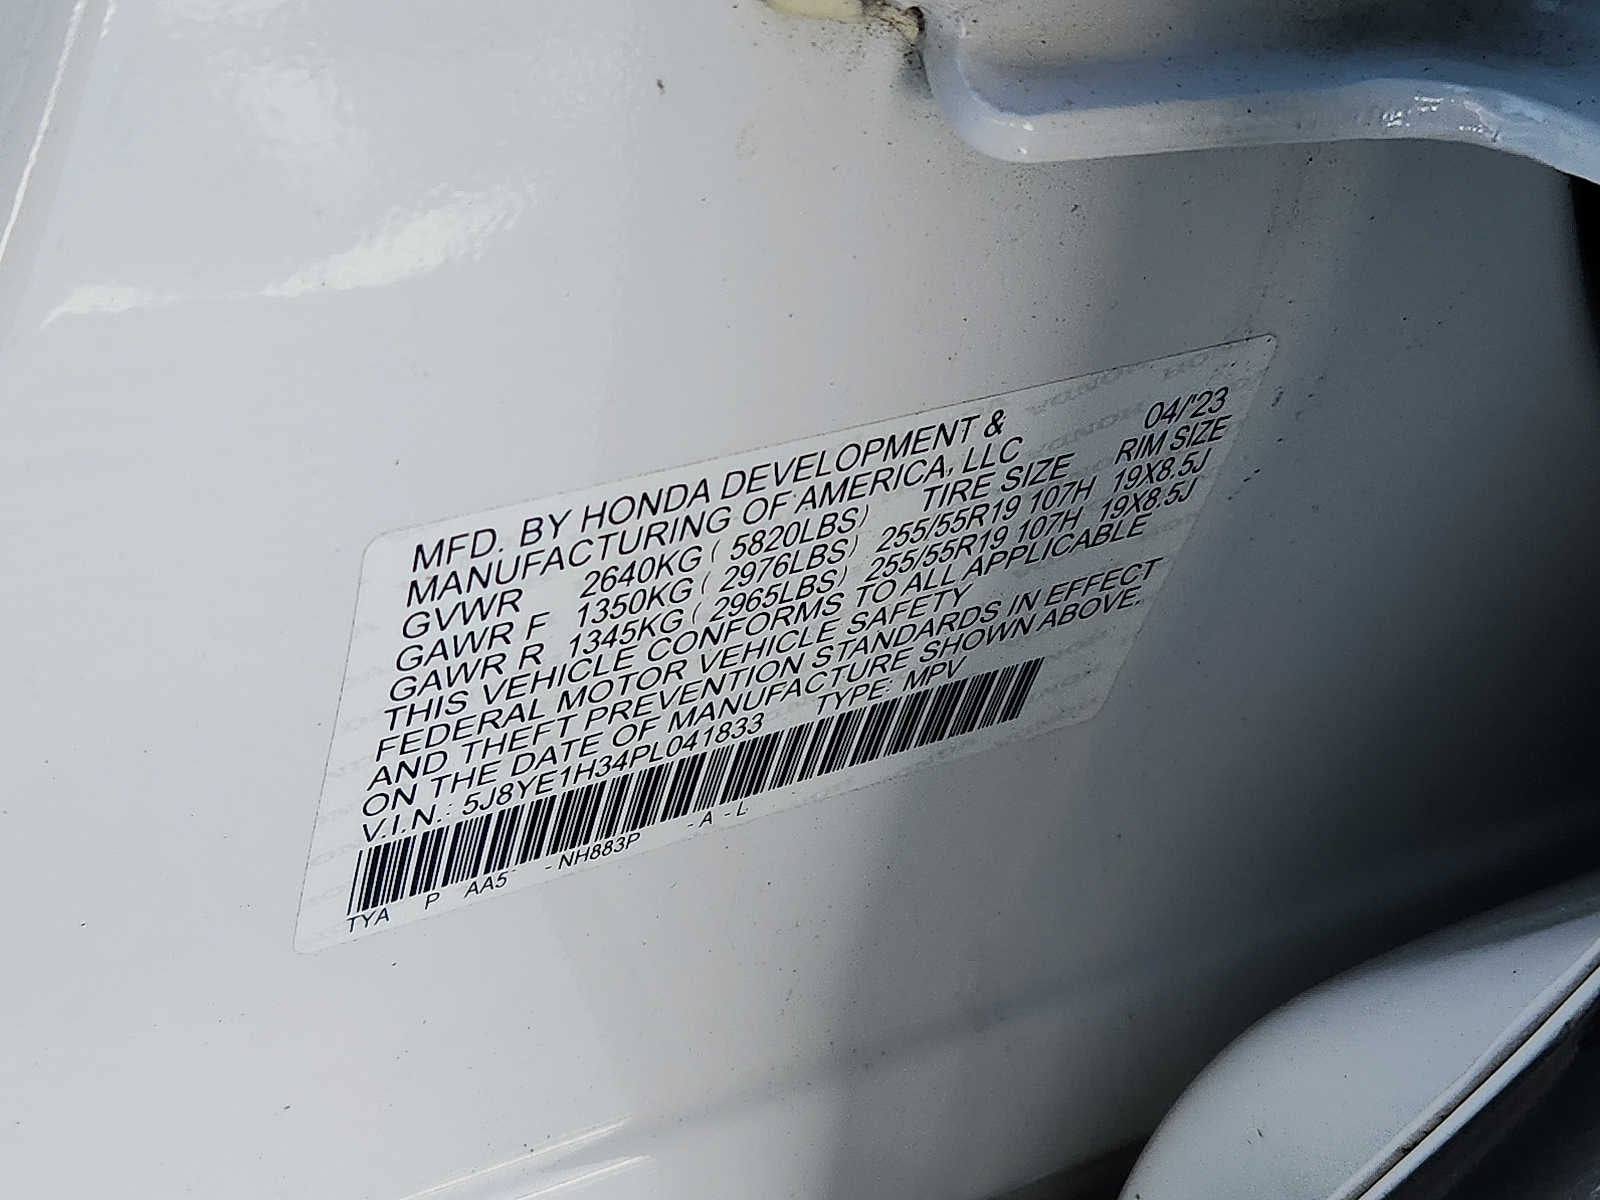 MFD. BY HONDA DEVELOPMENT & 04/'23
MANUFACTURING OF AMERICA, LLC
TIRE SIZE RIM SIZE
GVWR 2640KG ( 5820LBS)
GAWR F 1350KG ( 2976LBS) 255/55R19 107H 19X8.5J
GAWR R 1345KG ( 2965LBS) 255/55R19 107H 19X8.5J
THIS VEHICLE CONFORMS TO ALL APPLICABLE
FEDERAL MOTOR VEHICLE SAFETY
AND THEFT PREVENTION STANDARDS IN EFFECT
ON THE DATE OF MANUFACTURE SHOWN ABOVE.
V.I.N.: 5J8YE1H34PL041833 TYPE: MPV
TYA P AA5 -NH883P -A -L